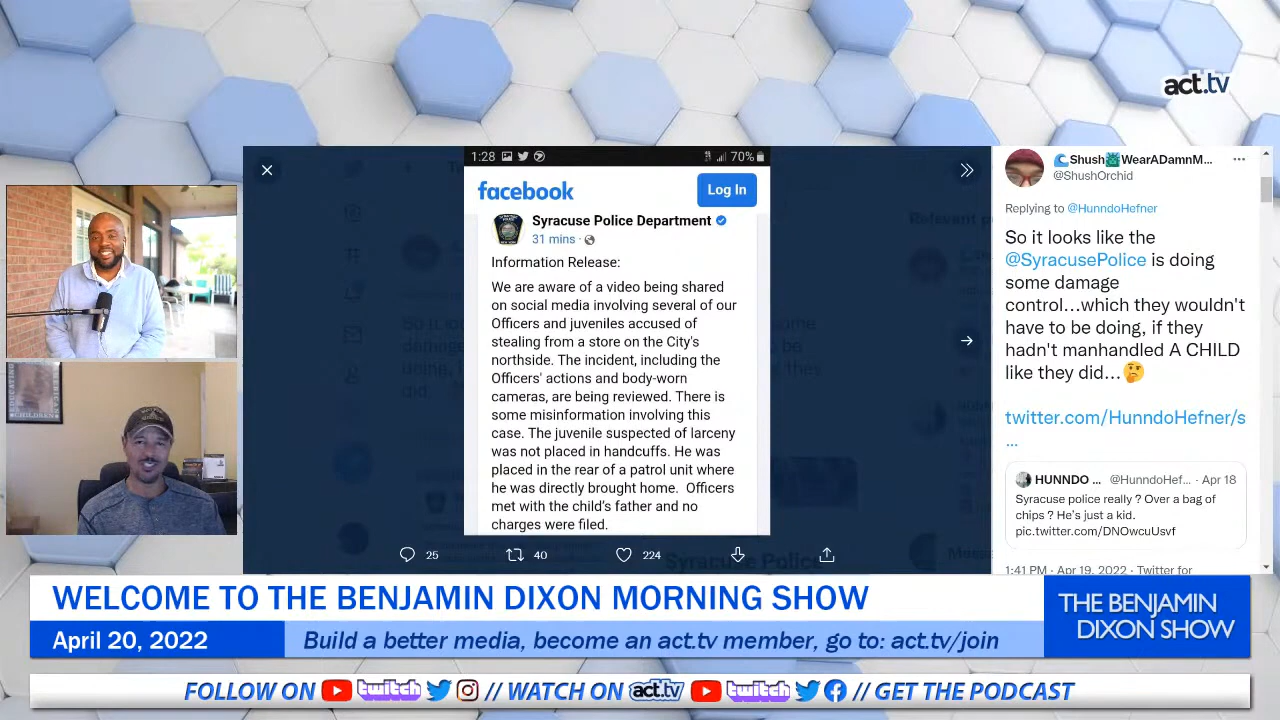 act.tv
1:28
70%
facebook
Log In
Syracuse Police Department
31 mins ·
Information Release:
We are aware of a video being shared
on social media involving several of our
Officers and juveniles accused of
stealing from a store on the City's
northside. The incident, including the
Officers' actions and body-worn
cameras, are being reviewed. There is
some misinformation involving this
case. The juvenile suspected of larceny
was not placed in handcuffs. He was
placed in the rear of a patrol unit where
he was directly brought home. Officers
met with the child's father and no
charges were filed.
25
40
224
Shush WearADamnM...
@ShushOrchid
Replying to @HunndoHefner
So it looks like the
@SyracusePolice is doing
some damage
control...which they wouldn't
have to be doing, if they
hadn't manhandled A CHILD
like they did...🤔
twitter.com/HunndoHefner/s
...
HUNNDO ... @HunndoHef... · Apr 18
Syracuse police really ? Over a bag of
chips ? He's just a kid.
pic.twitter.com/DNOwcuUsvf
1:41 PM · Apr 19, 2022 · Twitter for
WELCOME TO THE BENJAMIN DIXON MORNING SHOW
April 20, 2022
Build a better media, become an act.tv member, go to: act.tv/join
THE BENJAMIN
DIXON SHOW
FOLLOW ON twitch // WATCH ON act.tv twitch // GET THE PODCAST